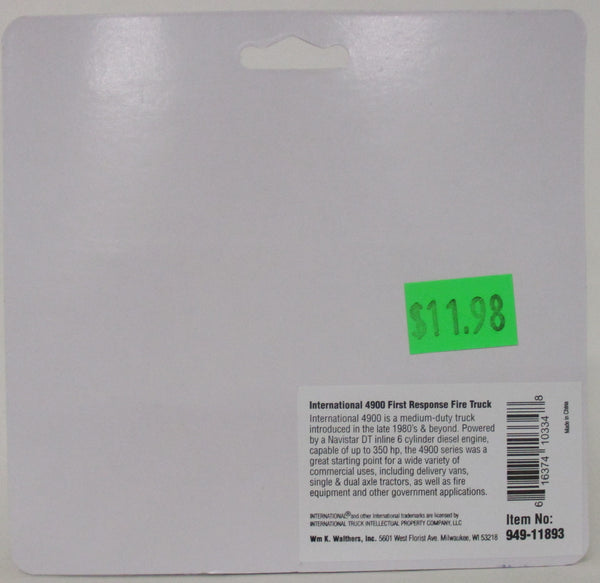 $11.98
International 4900 First Response Fire Truck
International 4900 is a medium-duty truck
introduced in the late 1980's & beyond. Powered
by a Navistar DT inline 6 cylinder diesel engine,
capable of up to 350 hp, the 4900 series was a
great starting point for a wide variety of
commercial uses, including delivery vans,
single & dual axle tractors, as well as fire
equipment and other government applications.
INTERNATIONAL® and other International trademarks are licensed by
INTERNATIONAL TRUCK INTELLECTUAL PROPERTY COMPANY, LLC
Wm K. Walthers, Inc. 5601 West Florist Ave. Milwaukee, WI 53218
6 16374 10334 8
Made in China
Item No:
949-11893